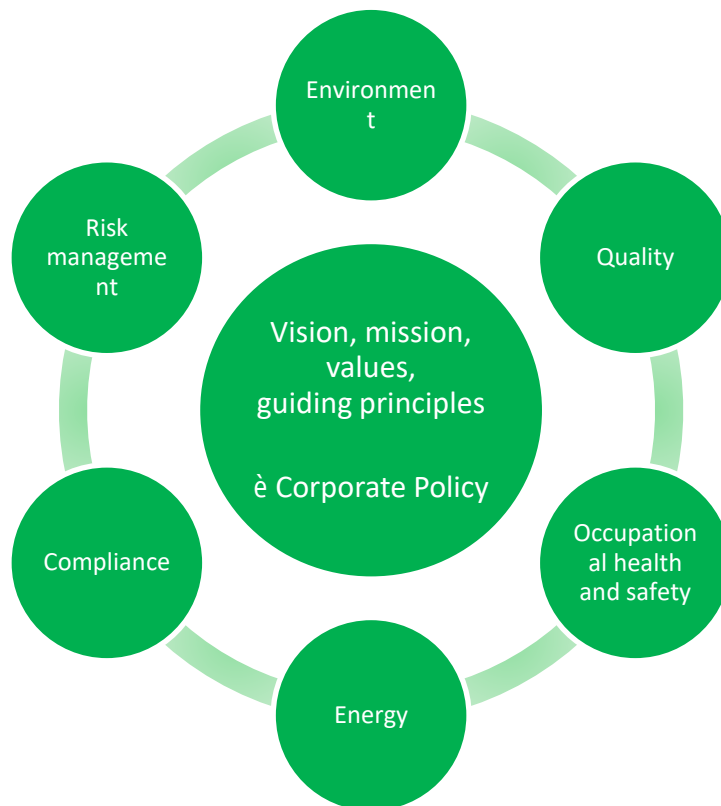 Environmen
t
Quality
Occupation
al health
and safety
Energy
Compliance
Risk
manageme
nt
Vision, mission,
values,
guiding principles
è Corporate Policy